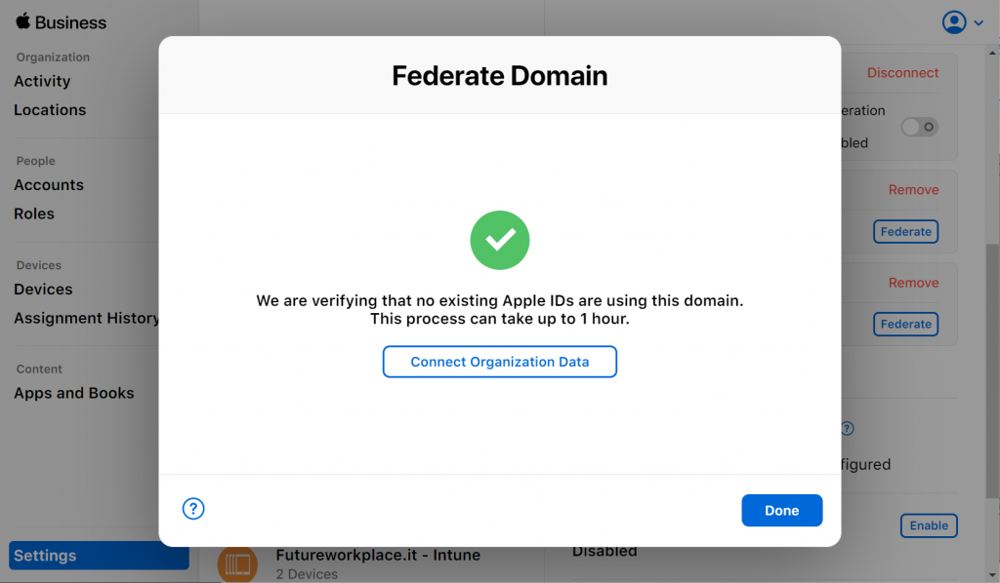 Business
Organization
Activity
Locations
People
Accounts
Roles
Devices
Devices
Assignment History
Content
Apps and Books
Settings
Federate Domain
We are verifying that no existing Apple IDs are using this domain.
This process can take up to 1 hour.
Connect Organization Data
?
Done
Disconnect
eration
bled
Remove
Federate
Remove
Federate
?
figured
Enable
Disabled
Futureworkplace.it - Intune
2 Devices